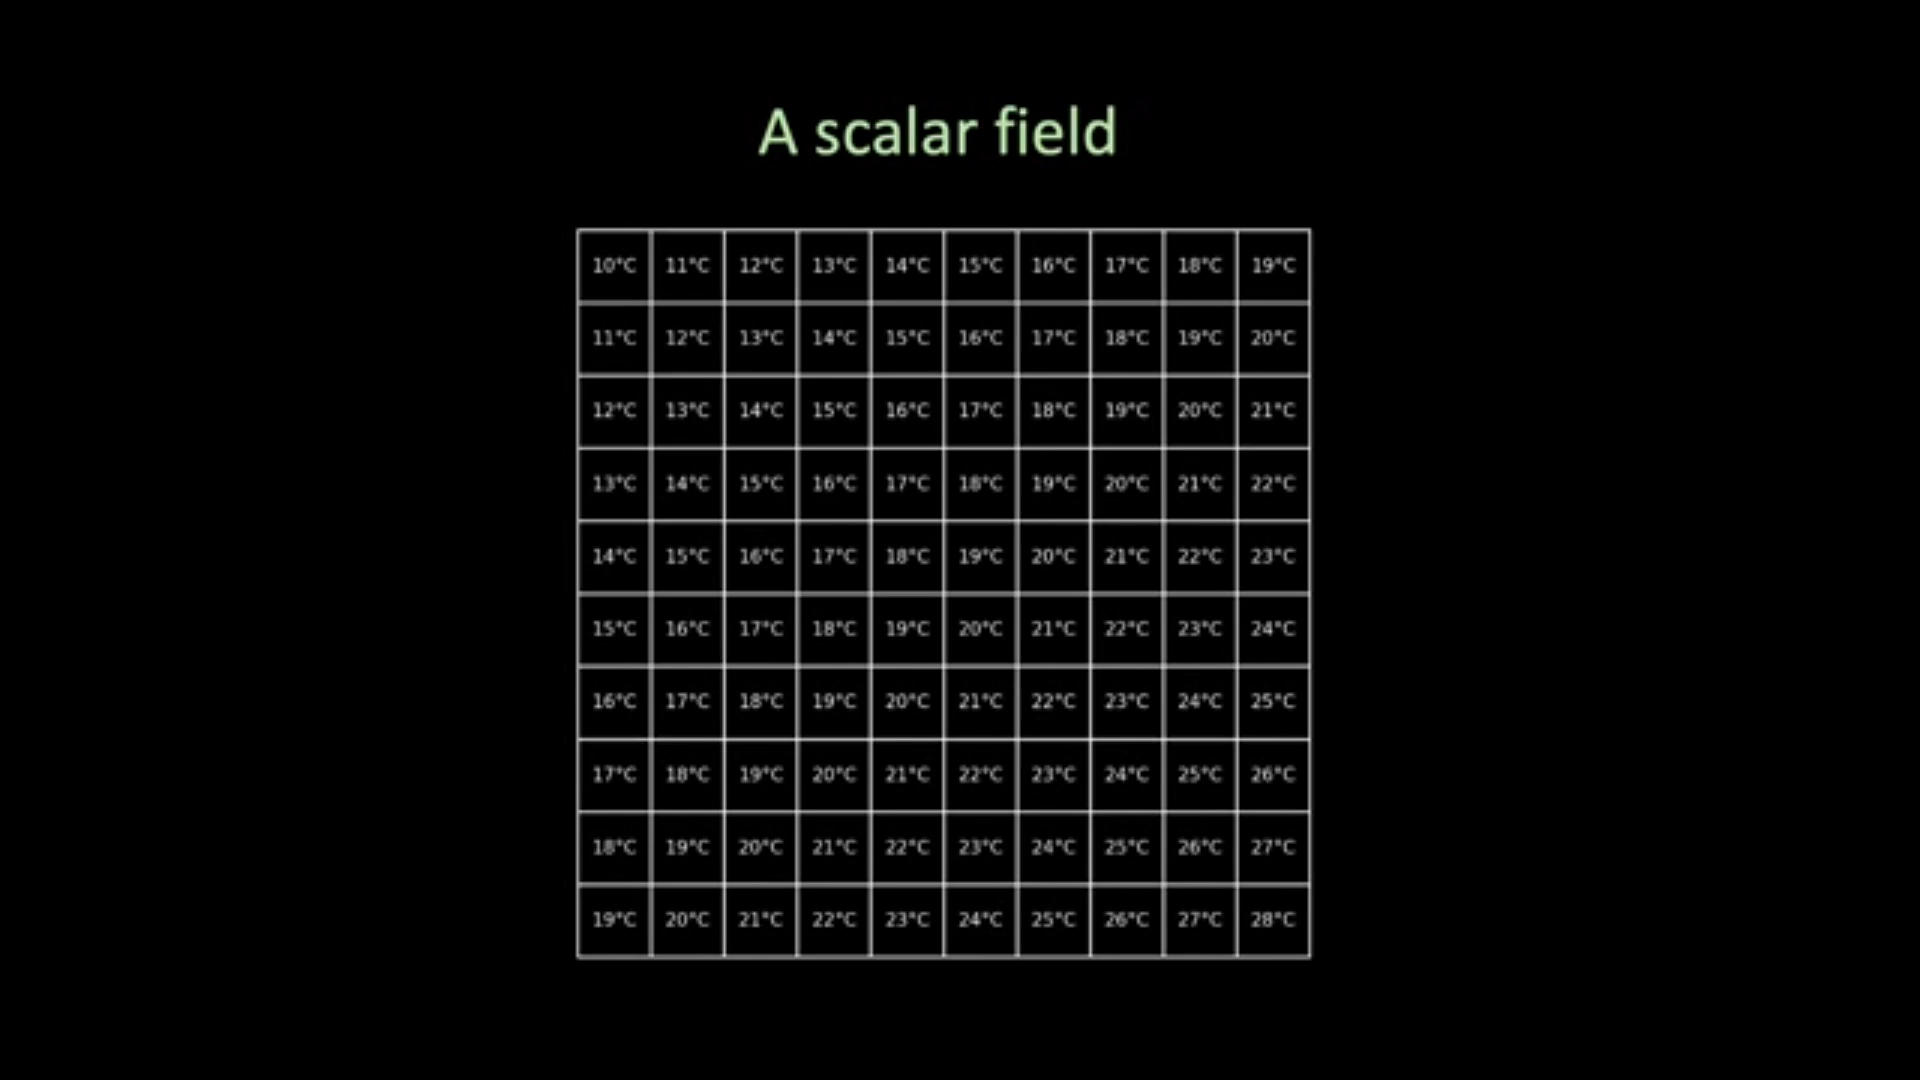 A scalar field
10°C 11°C 12°C 13°C 14°C 15°C 16°C 17°C 18°C 19°C
11°C 12°C 13°C 14°C 15°C 16°C 17°C 18°C 19°C 20°C
12°C 13°C 14°C 15°C 16°C 17°C 18°C 19°C 20°C 21°C
13°C 14°C 15°C 16°C 17°C 18°C 19°C 20°C 21°C 22°C
14°C 15°C 16°C 17°C 18°C 19°C 20°C 21°C 22°C 23°C
15°C 16°C 17°C 18°C 19°C 20°C 21°C 22°C 23°C 24°C
16°C 17°C 18°C 19°C 20°C 21°C 22°C 23°C 24°C 25°C
17°C 18°C 19°C 20°C 21°C 22°C 23°C 24°C 25°C 26°C
18°C 19°C 20°C 21°C 22°C 23°C 24°C 25°C 26°C 27°C
19°C 20°C 21°C 22°C 23°C 24°C 25°C 26°C 27°C 28°C